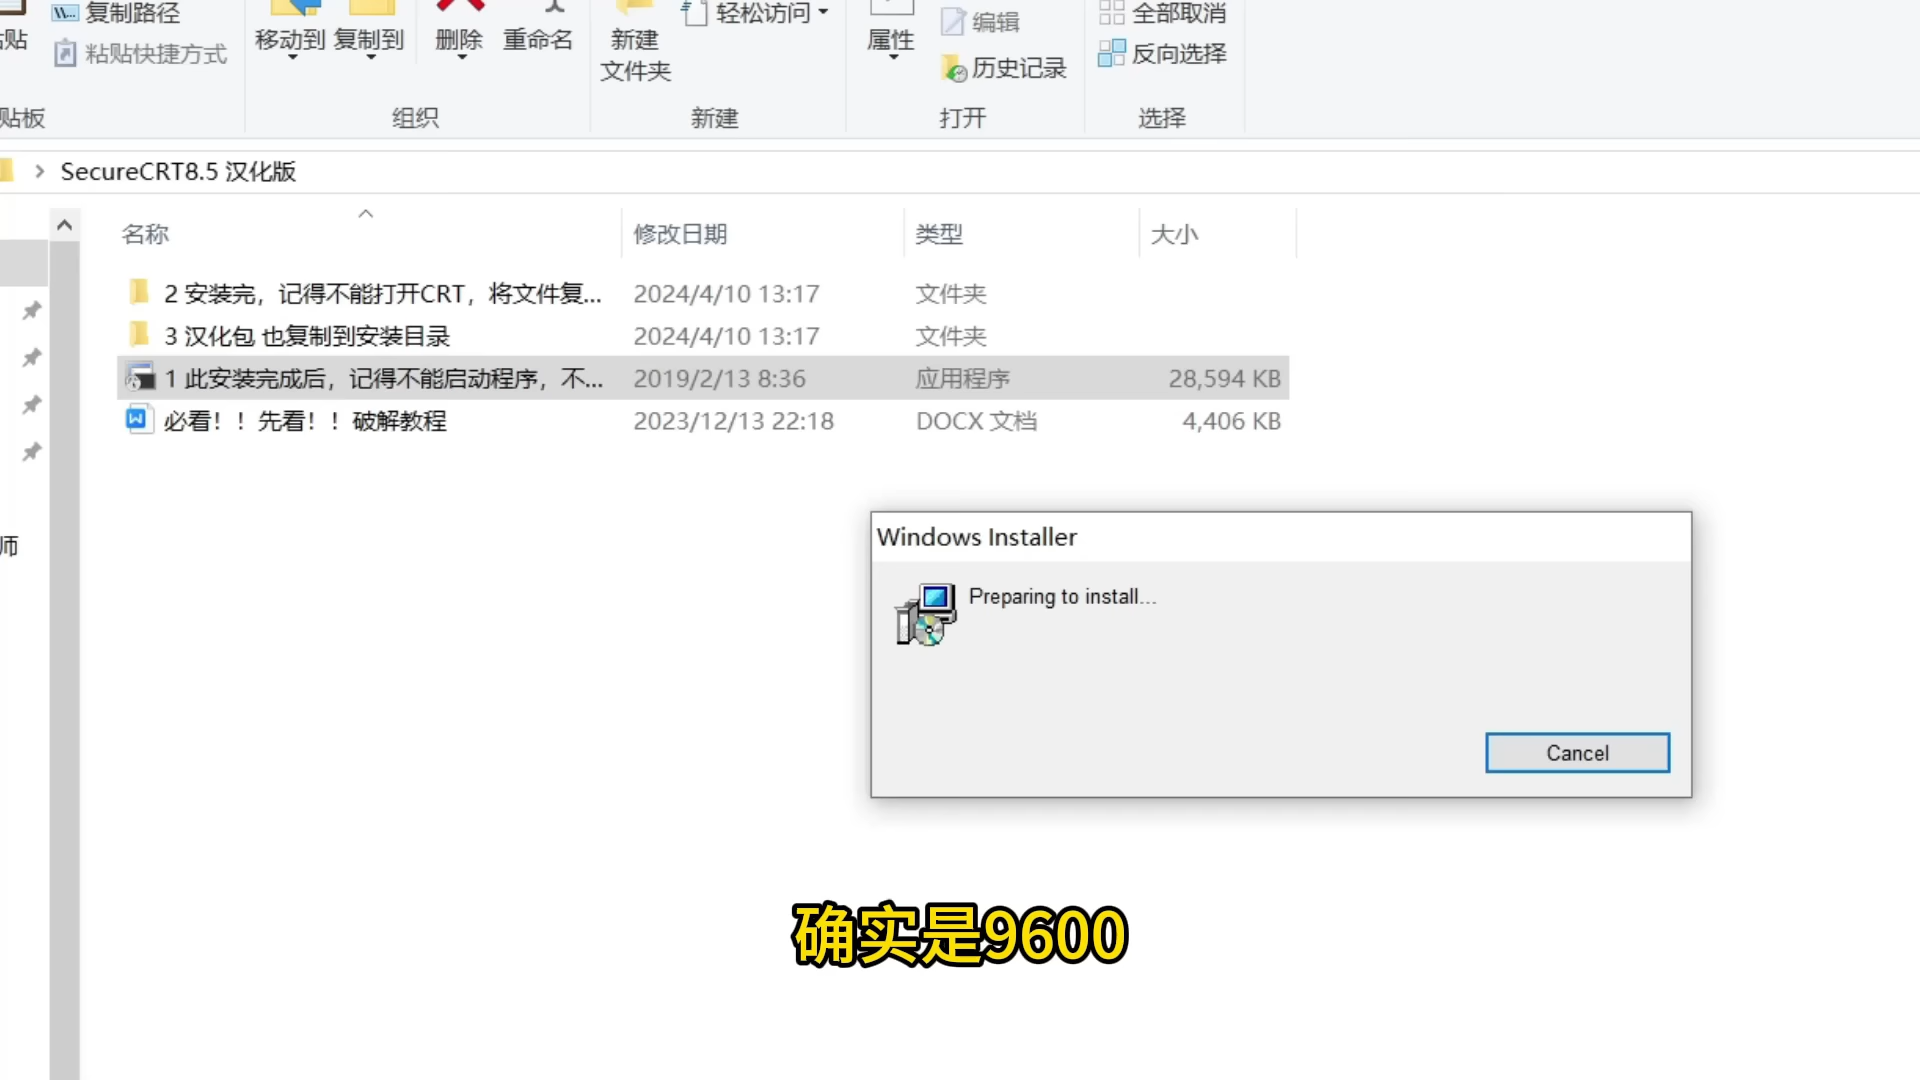 复制路径
贴
粘贴快捷方式
贴板
移动到
复制到
删除
重命名
组织
新建
文件夹
轻松访问
新建
属性
编辑
历史记录
打开
全部取消
反向选择
选择
SecureCRT8.5 汉化版
名称
修改日期
类型
大小
2 安装完，记得不能打开CRT，将文件复... 2024/4/10 13:17 文件夹
3 汉化包 也复制到安装目录 2024/4/10 13:17 文件夹
1 此安装完成后，记得不能启动程序，不... 2019/2/13 8:36 应用程序 28,594 KB
必看！！先看！！破解教程 2023/12/13 22:18 DOCX 文档 4,406 KB
师
Windows Installer
Preparing to install...
Cancel
确实是9600